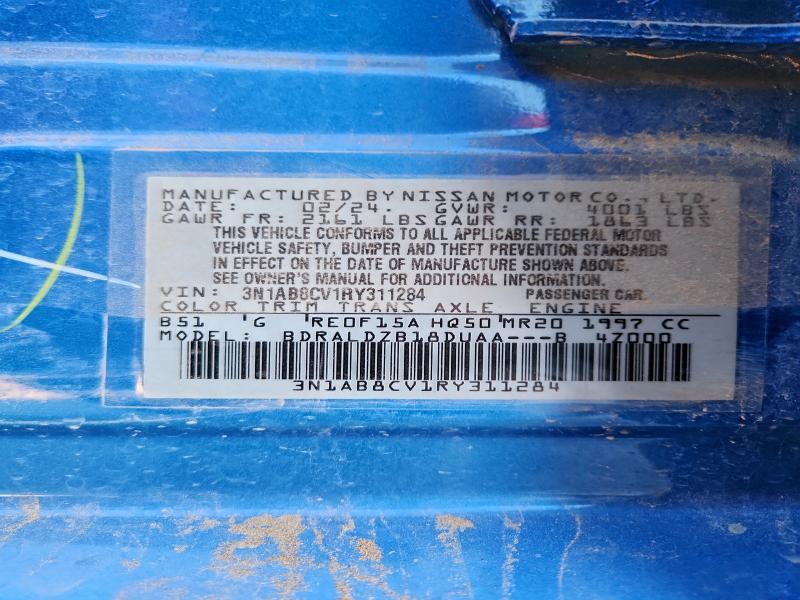 MANUFACTURED BY NISSAN MOTOR CO., LTD.
DATE: 02/24. GVWR: 4001 LBS
GAWR FR: 2161 LBS GAWR RR: 1863 LBS
THIS VEHICLE CONFORMS TO ALL APPLICABLE FEDERAL MOTOR
VEHICLE SAFETY, BUMPER AND THEFT PREVENTION STANDARDS
IN EFFECT ON THE DATE OF MANUFACTURE SHOWN ABOVE.
SEE OWNER'S MANUAL FOR ADDITIONAL INFORMATION.
VIN: 3N1AB8CV1RY311284 PASSENGER CAR.
COLOR TRIM TRANS AXLE ENGINE
B51 'G 'RE0F15A HQ50'MR20 1997 CC
MODEL: BDRALDZB18DUAA---B 4Z000
3N1AB8CV1RY311284